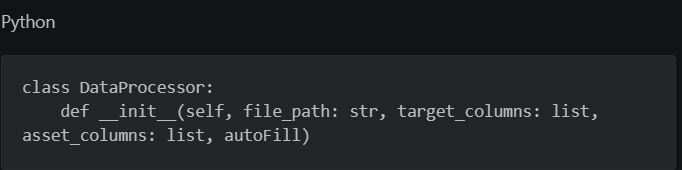 Python
class DataProcessor:
    def __init__(self, file_path: str, target_columns: list,
asset_columns: list, autoFill)